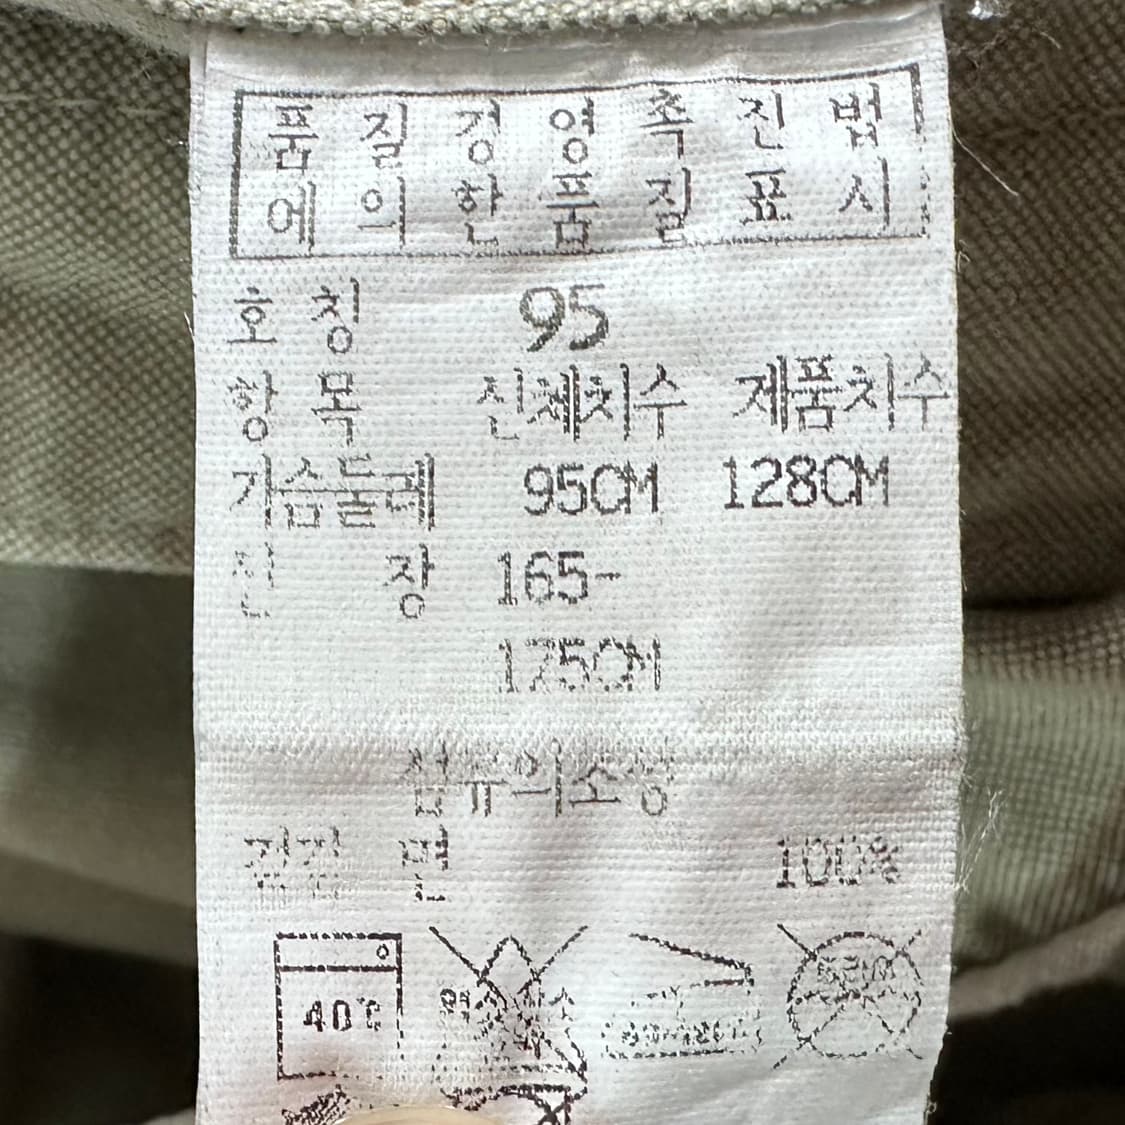 품질경영촉진법
에의한품질표시
호칭 95
항목 신체치수 제품치수
가슴둘레 95CM 128CM
신장 165-
175CM
섬유의조성
겉감 면 100%
40℃